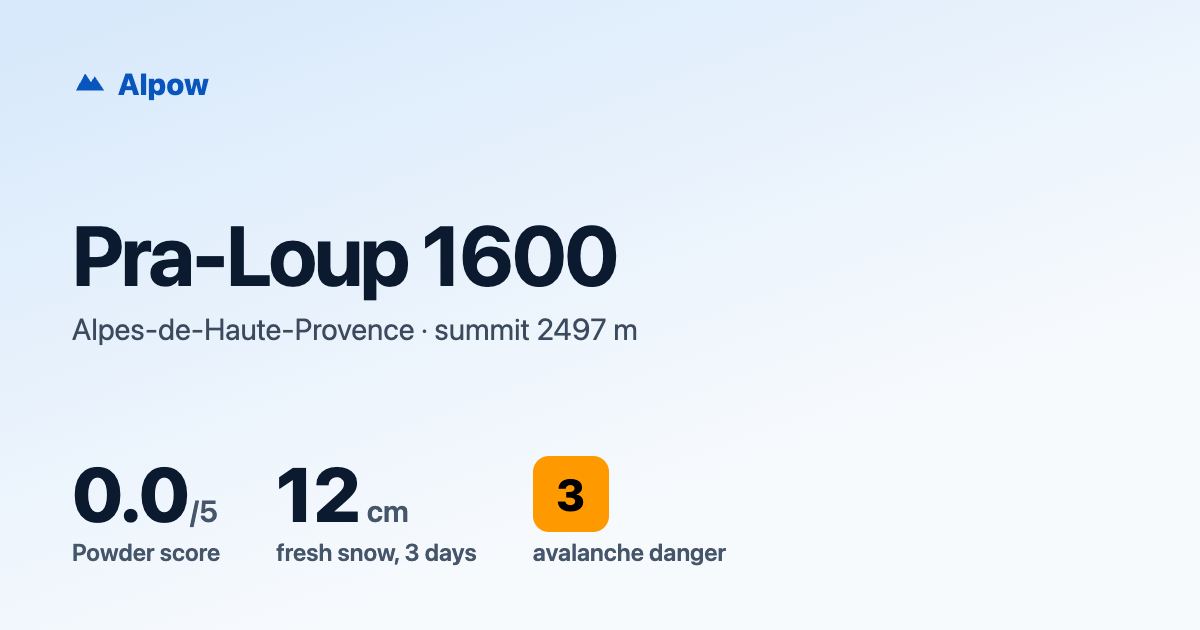 Alpow
Pra-Loup 1600
Alpes-de-Haute-Provence · summit 2497 m
0.0/5
Powder score
12 cm
fresh snow, 3 days
3
avalanche danger